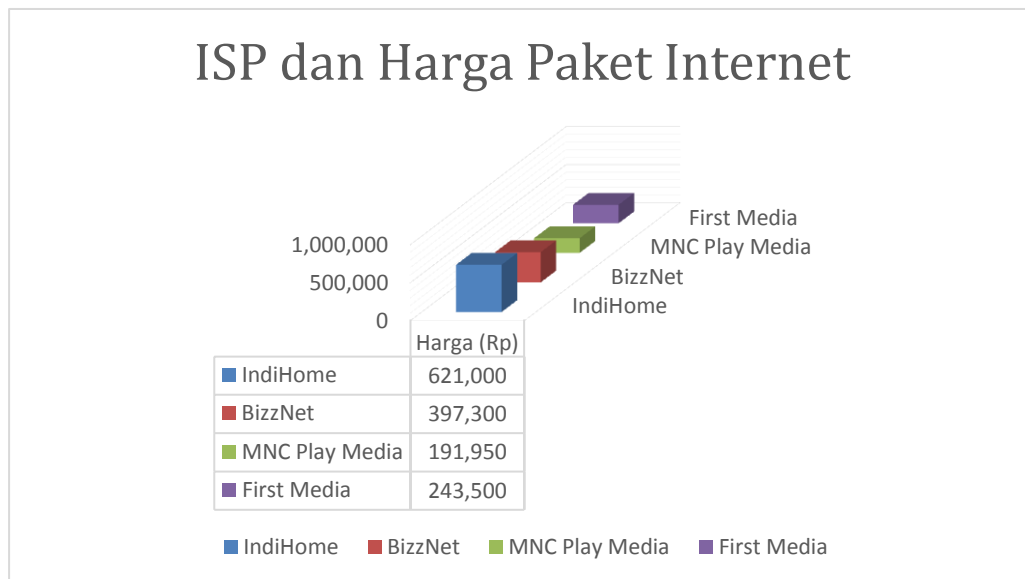 ISP dan Harga Paket Internet
First Media
MNC Play Media
BizzNet
IndiHome
1,000,000
500,000
0
Harga (Rp)
IndiHome 621,000
BizzNet 397,300
MNC Play Media 191,950
First Media 243,500
IndiHome BizzNet MNC Play Media First Media